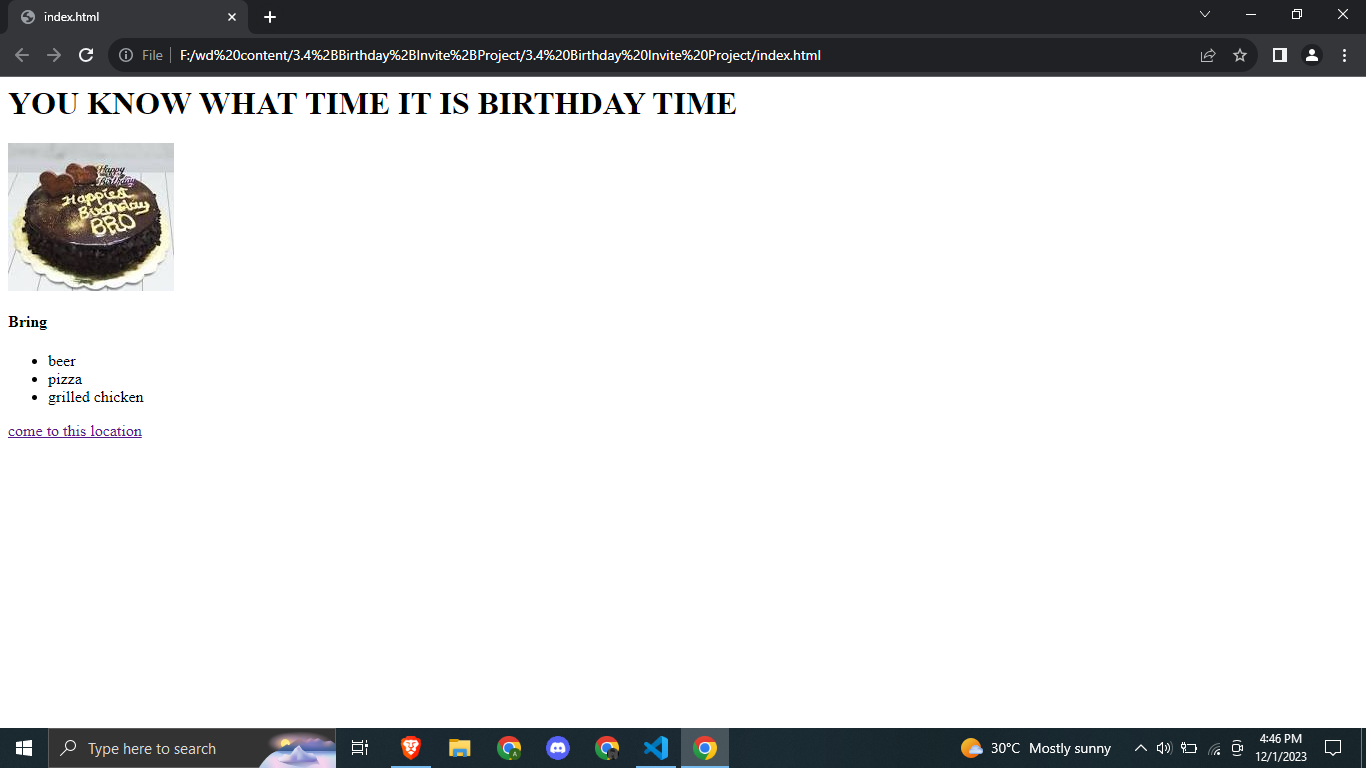 index.html
File
F:/wd%20content/3.4%2BBirthday%2BInvite%2BProject/3.4%20Birthday%20Invite%20Project/index.html
YOU KNOW WHAT TIME IT IS BIRTHDAY TIME
Happy
Birthday
Happiest
Birthday
BRO
Bring
beer
pizza
grilled chicken
come to this location
Type here to search
30°C Mostly sunny
4:46 PM
12/1/2023